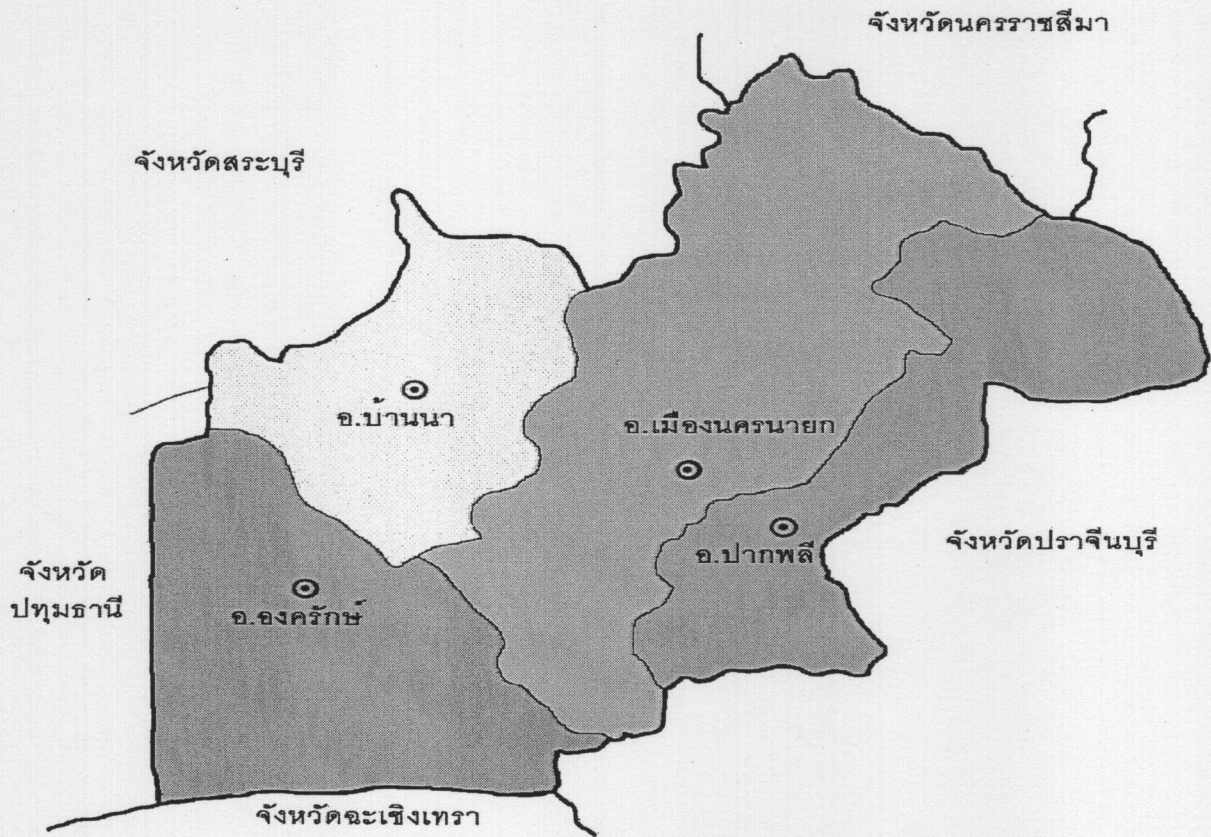 จังหวัดนครราชสีมา
จังหวัดสระบุรี
อ.บ้านนา
อ.เมืองนครนายก
จังหวัดปราจีนบุรี
อ.ปากพลี
จังหวัด
ปทุมธานี
อ.องครักษ์
จังหวัดฉะเชิงเทรา